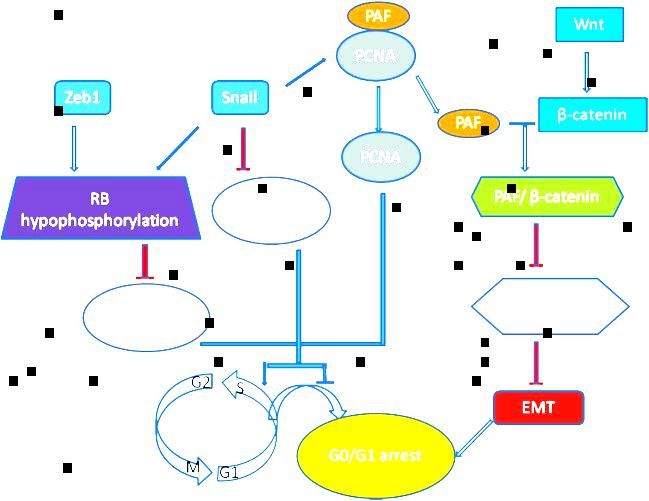 PAF
Wnt
PCNA
Zeb1
Snail
PAF
β-catenin
PCNA
RB
hypophosphorylation
PAF/ β-catenin
G2
S
M
G1
EMT
G0/G1 arrest